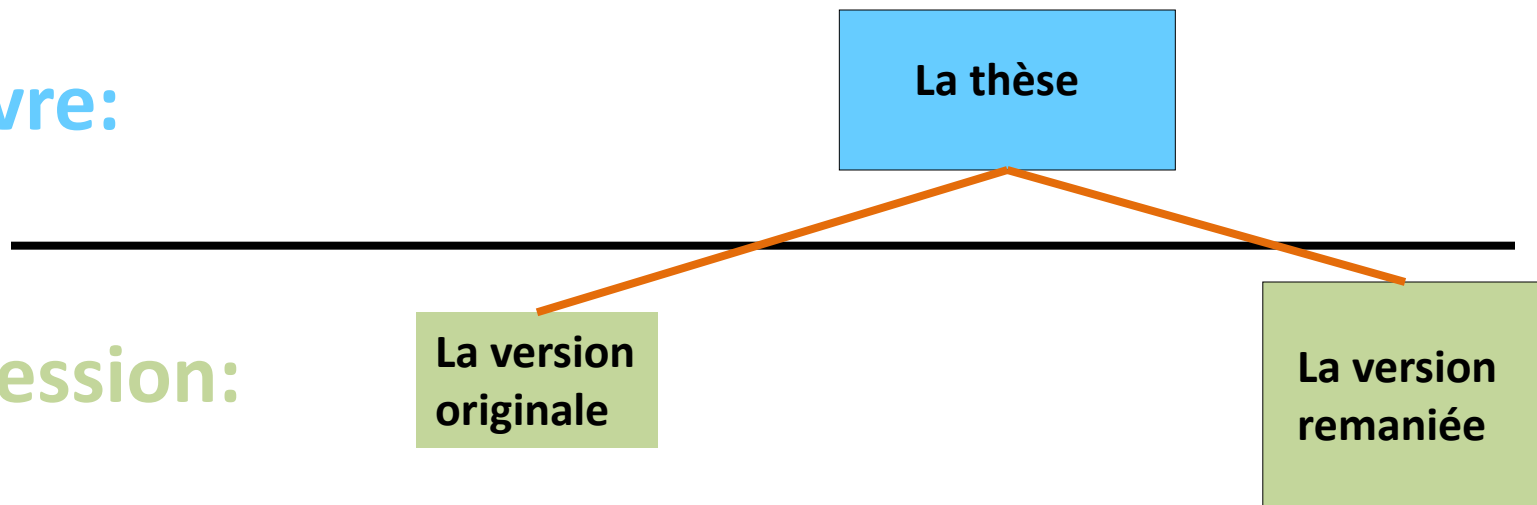 vre:
La thèse
ession:
La version
originale
La version
remaniée